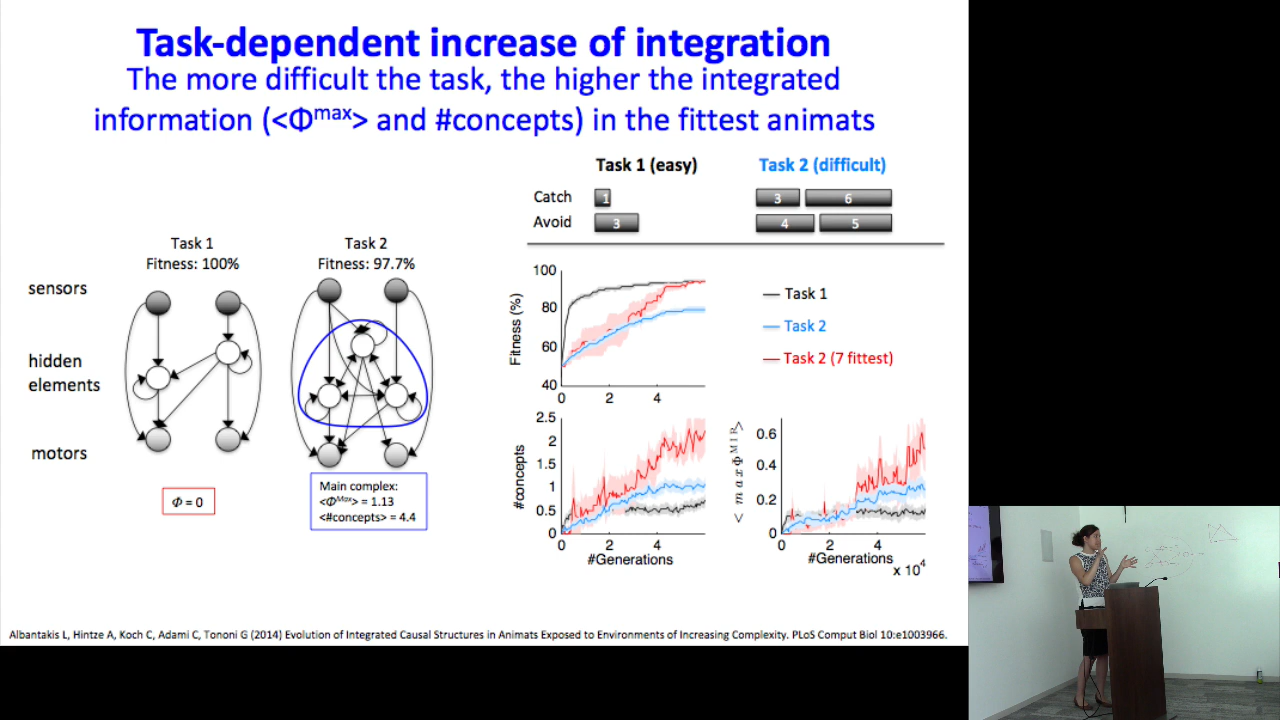 Task-dependent increase of integration
The more difficult the task, the higher the integrated
information (<Φᵐᵃˣ> and #concepts) in the fittest animats
Task 1 (easy)
Task 2 (difficult)
Catch
1
3
6
Avoid
3
4
5
Task 1
Fitness: 100%
Task 2
Fitness: 97.7%
sensors
hidden
elements
motors
Φ = 0
Main complex:
<Φᴹᵃˣ> = 1.13
<#concepts> = 4.4
Fitness (%)
100
80
60
40
0
2
4
Task 1
Task 2
Task 2 (7 fittest)
#concepts
2.5
2
1.5
1
0.5
0
0
2
4
#Generations
< m a x Φ ᴹ ᴵ ᴾ >
0.6
0.4
0.2
0
0
2
4
#Generations
x 10⁴
Albantakis L, Hintze A, Koch C, Adami C, Tononi G (2014) Evolution of Integrated Causal Structures in Animats Exposed to Environments of Increasing Complexity. PLoS Comput Biol 10:e1003966.